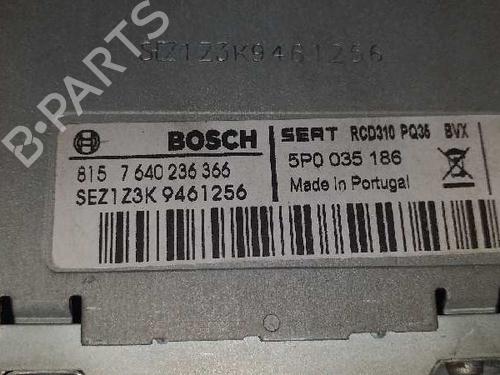 SEZ1Z3K9461256
B-PARTS
BOSCH
815 7 640 236 366
SEZ1Z3K 9461256
SEAT RCD310 PQ35 BVX
5P0 035 186
Made in Portugal